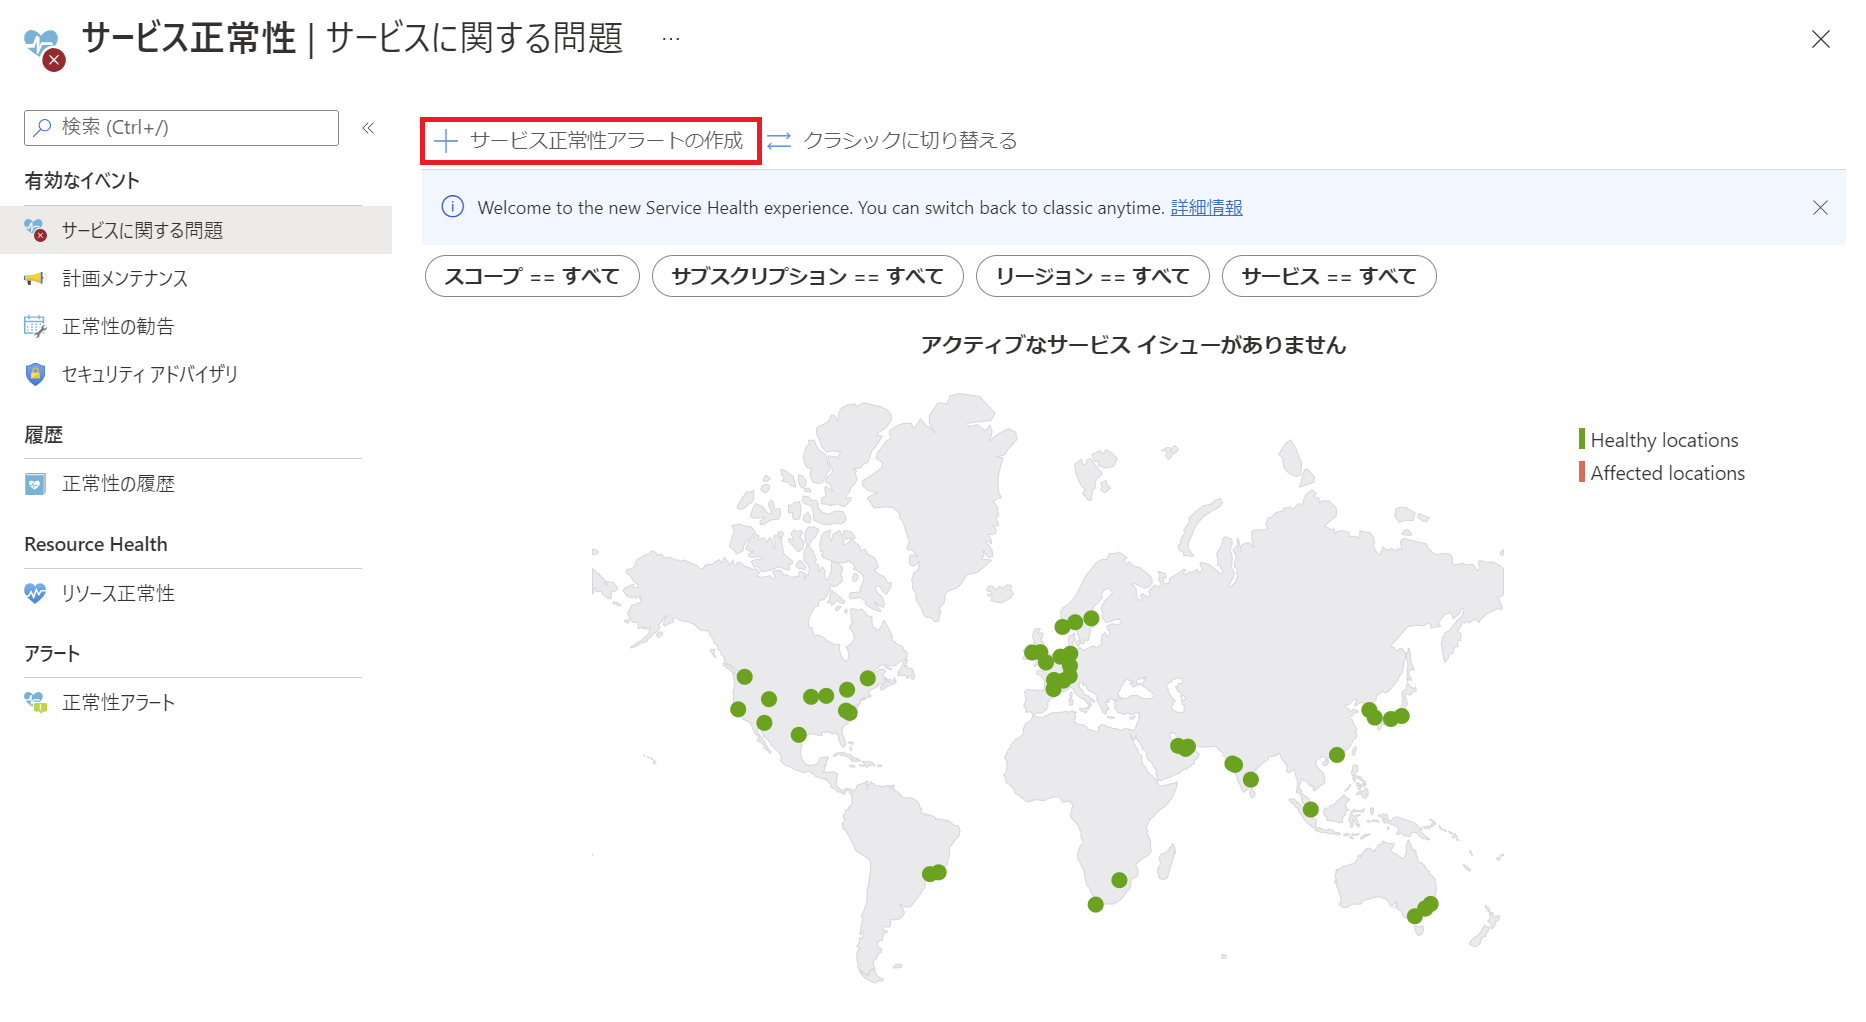 サービス正常性 | サービスに関する問題 …
検索 (Ctrl+/)
«
有効なイベント
サービスに関する問題
計画メンテナンス
正常性の勧告
セキュリティ アドバイザリ
履歴
正常性の履歴
Resource Health
リソース正常性
アラート
正常性アラート
サービス正常性アラートの作成
クラシックに切り替える
Welcome to the new Service Health experience. You can switch back to classic anytime. 詳細情報
スコープ == すべて
サブスクリプション == すべて
リージョン == すべて
サービス == すべて
アクティブなサービス イシューがありません
Healthy locations
Affected locations